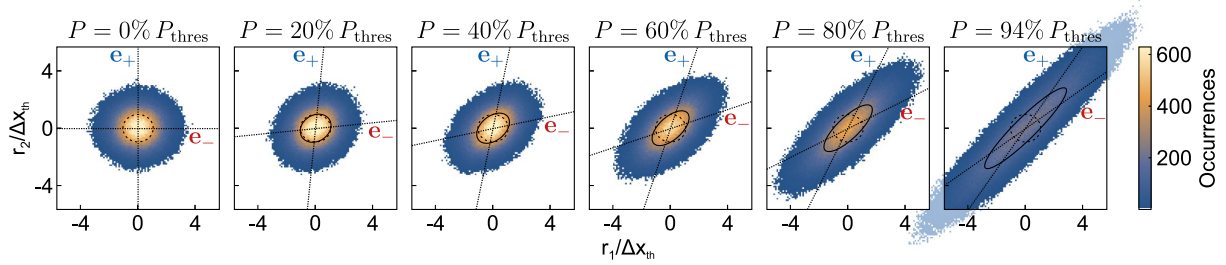 P = 0% P_thres P = 20% P_thres P = 40% P_thres P = 60% P_thres P = 80% P_thres P = 94% P_thres
e+ e+ e+ e+ e+ e+
e− e− e− e− e− e−
4
0
-4
r2/Δxth
-4 0 4 -4 0 4 -4 0 4 -4 0 4 -4 0 4 -4 0 4
r1/Δxth
600
400
200
Occurrences